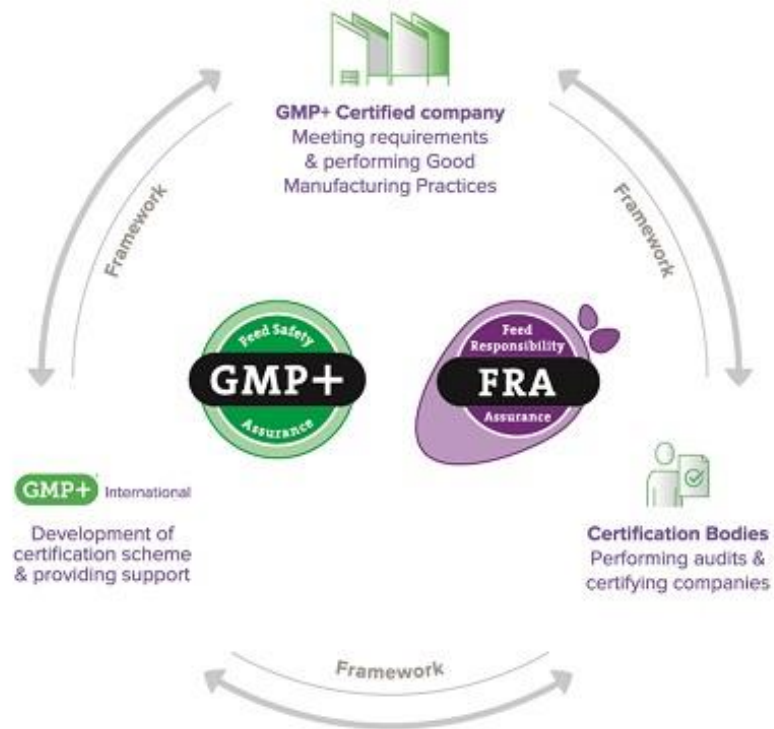 GMP+ Certified company
Meeting requirements
& performing Good
Manufacturing Practices
Framework
Framework
Feed Safety
GMP+
Assurance
Feed
Responsibility
FRA
Assurance
GMP+ International
Development of
certification scheme
& providing support
Certification Bodies
Performing audits &
certifying companies
Framework